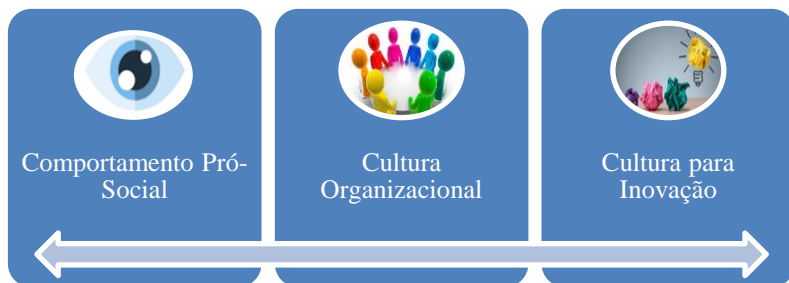 Comportamento Pró-
Social
Cultura
Organizacional
Cultura para
Inovação